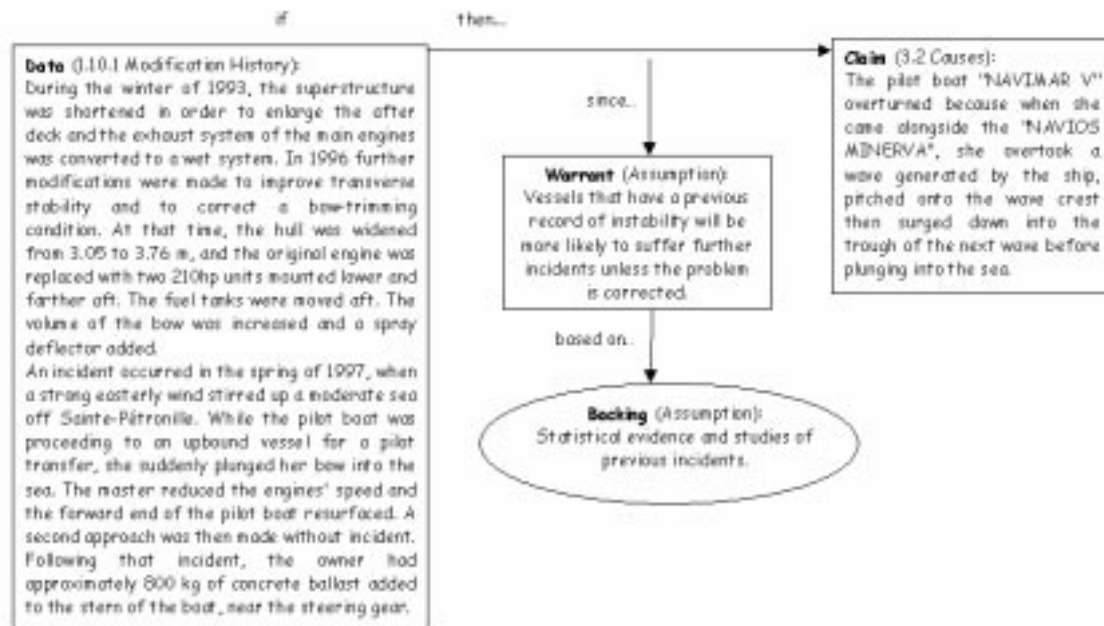 if
then...
Data (1.10.1 Modification History):
During the winter of 1993, the superstructure
was shortened in order to enlarge the after
deck and the exhaust system of the main engines
was converted to a wet system. In 1996 further
modifications were made to improve transverse
stability and to correct a bow-trimming
condition. At that time, the hull was widened
from 3.05 to 3.76 m, and the original engine was
replaced with two 210hp units mounted lower and
farther aft. The fuel tanks were moved aft. The
volume of the bow was increased and a spray
deflector added.
An incident occurred in the spring of 1997, when
a strong easterly wind stirred up a moderate sea
off Sainte-Pétronille. While the pilot boat was
proceeding to an upbound vessel for a pilot
transfer, she suddenly plunged her bow into the
sea. The master reduced the engines' speed and
the forward end of the pilot boat resurfaced. A
second approach was then made without incident.
Following that incident, the owner had
approximately 800 kg of concrete ballast added
to the stern of the boat, near the steering gear.
since..
Warrant (Assumption):
Vessels that have a previous
record of instability will be
more likely to suffer further
incidents unless the problem
is corrected.
based on..
Backing (Assumption):
Statistical evidence and studies of
previous incidents.
Claim (3.2 Causes):
The pilot boat "NAVIMAR V"
overturned because when she
came alongside the "NAVIOS
MINERVA", she overtook a
wave generated by the ship,
pitched onto the wave crest
then surged down into the
trough of the next wave before
plunging into the sea.